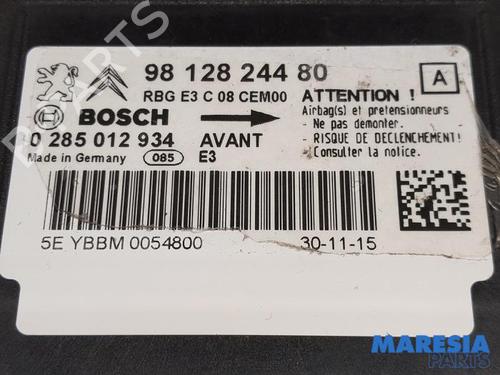 98 128 244 80
RBG E3 C 08 CEM00
BOSCH
0 285 012 934 AVANT
Made in Germany 085 E3
ATTENTION ! A
Airbag(s) et pretensionneurs
- Ne pas demonter.
- RISQUE DE DECLENCHEMENT!
Consulter la notice.
5E YBBM 0054800 30-11-15
PARTS
MARESIA
PARTS